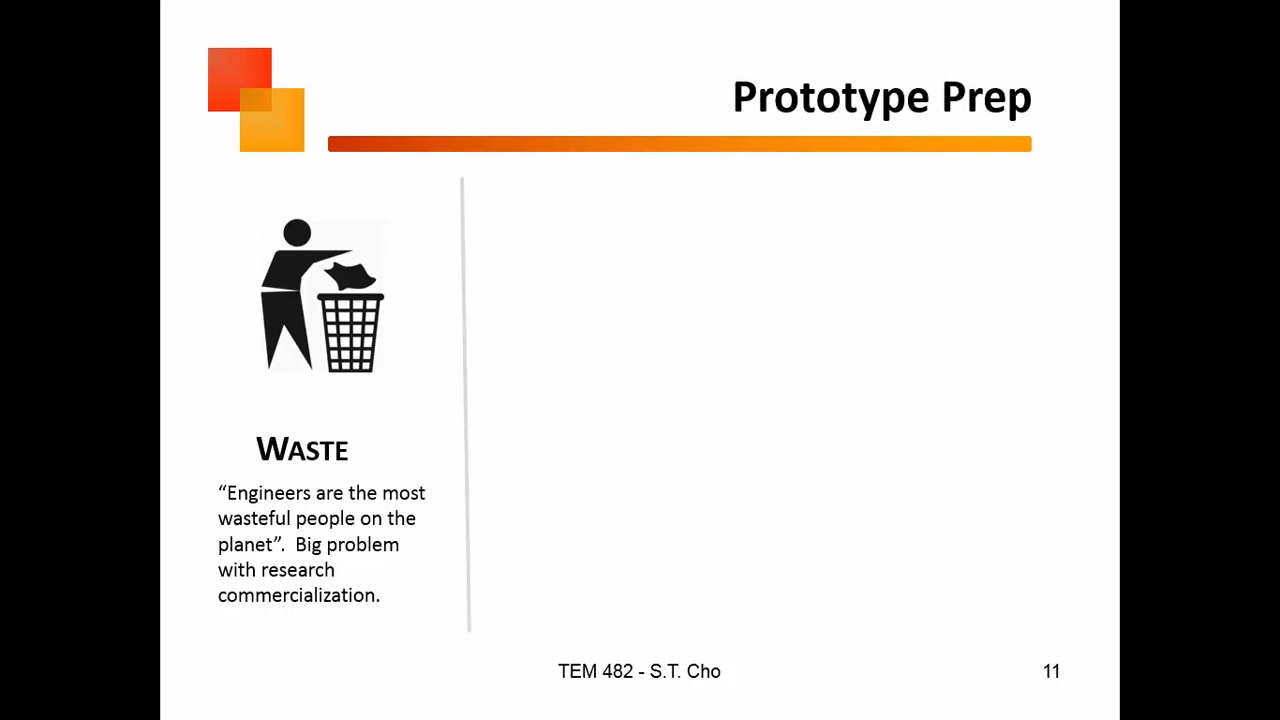 Prototype Prep
WASTE
“Engineers are the most
wasteful people on the
planet”.  Big problem
with research
commercialization.
TEM 482 - S.T. Cho
11